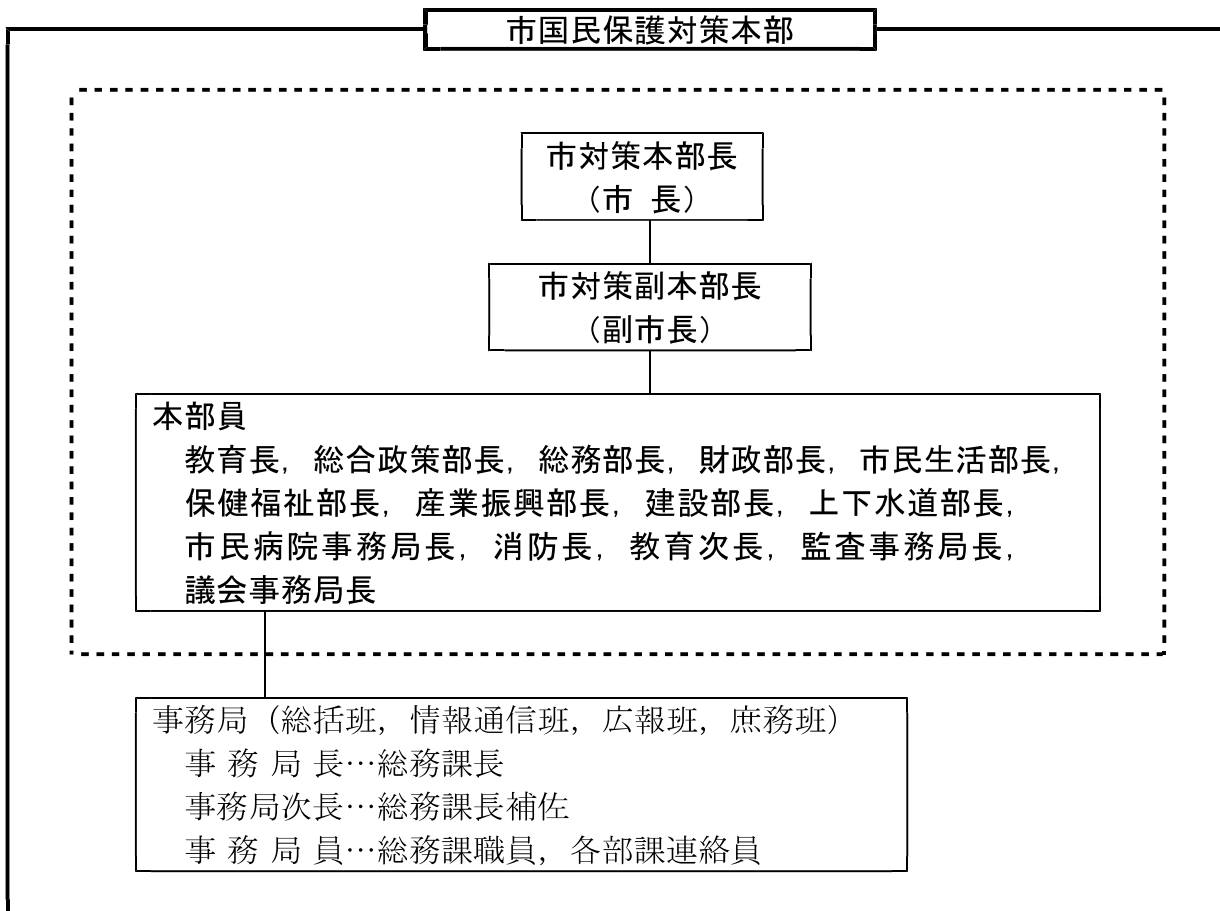 市国民保護対策本部
市対策本部長
（市 長）
市対策副本部長
（副市長）
本部員
教育長，総合政策部長，総務部長，財政部長，市民生活部長，
保健福祉部長，産業振興部長，建設部長，上下水道部長，
市民病院事務局長，消防長，教育次長，監査事務局長，
議会事務局長
事務局（総括班，情報通信班，広報班，庶務班）
事 務 局 長…総務課長
事務局次長…総務課長補佐
事 務 局 員…総務課職員，各部課連絡員